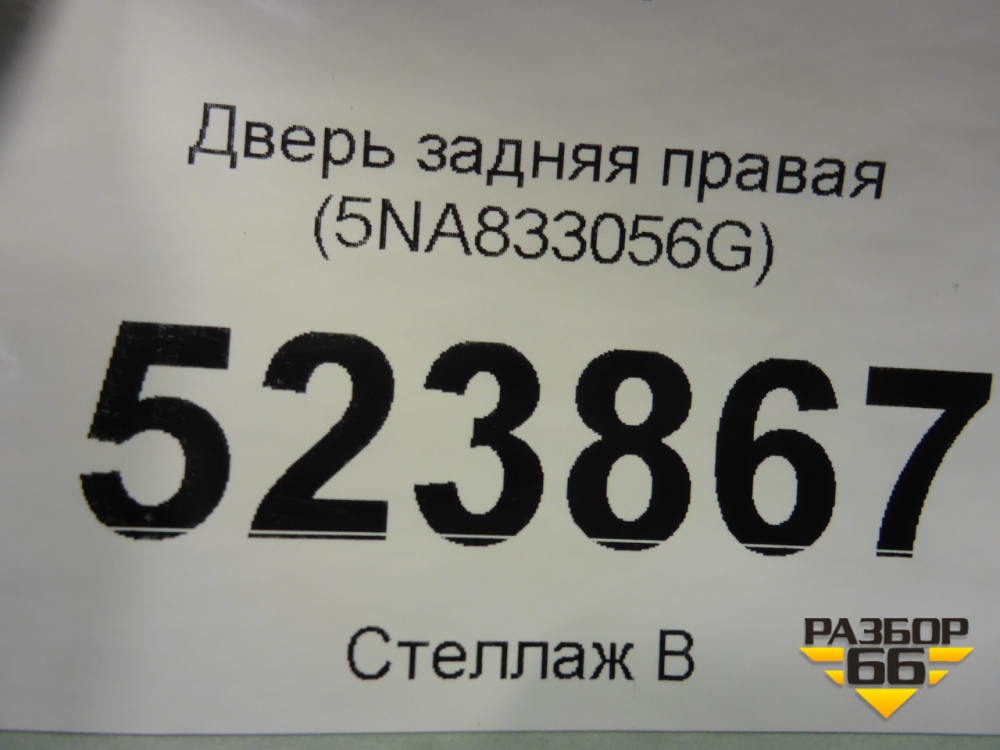 Дверь задняя правая
(5NA833056G)
523867
Стеллаж В
РАЗБОР
66